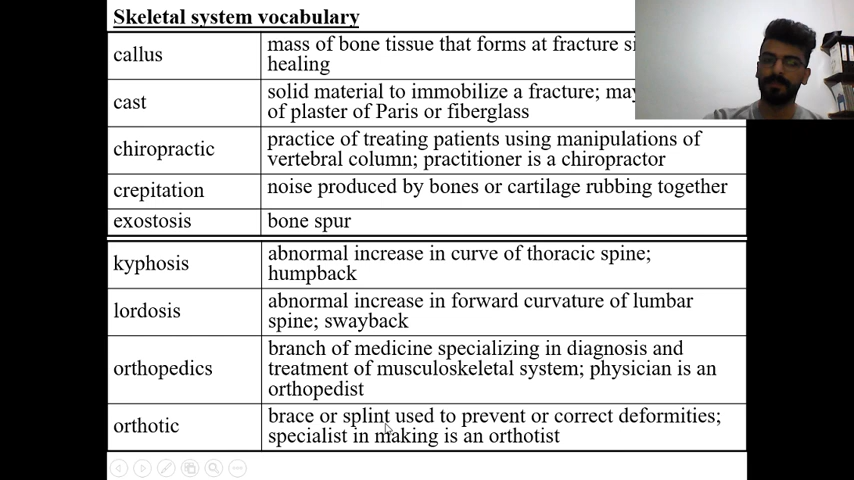 Skeletal system vocabulary
callus
mass of bone tissue that forms at fracture
healing
cast
solid material to immobilize a fracture;
of plaster of Paris or fiberglass
chiropractic
practice of treating patients using manipulations of
vertebral column; practitioner is a chiropractor
crepitation
noise produced by bones or cartilage rubbing together
exostosis
bone spur
kyphosis
abnormal increase in curve of thoracic spine;
humpback
lordosis
abnormal increase in forward curvature of lumbar
spine; swayback
orthopedics
branch of medicine specializing in diagnosis and
treatment of musculoskeletal system; physician is an
orthopedist
orthotic
brace or splint used to prevent or correct deformities;
specialist in making is an orthotist